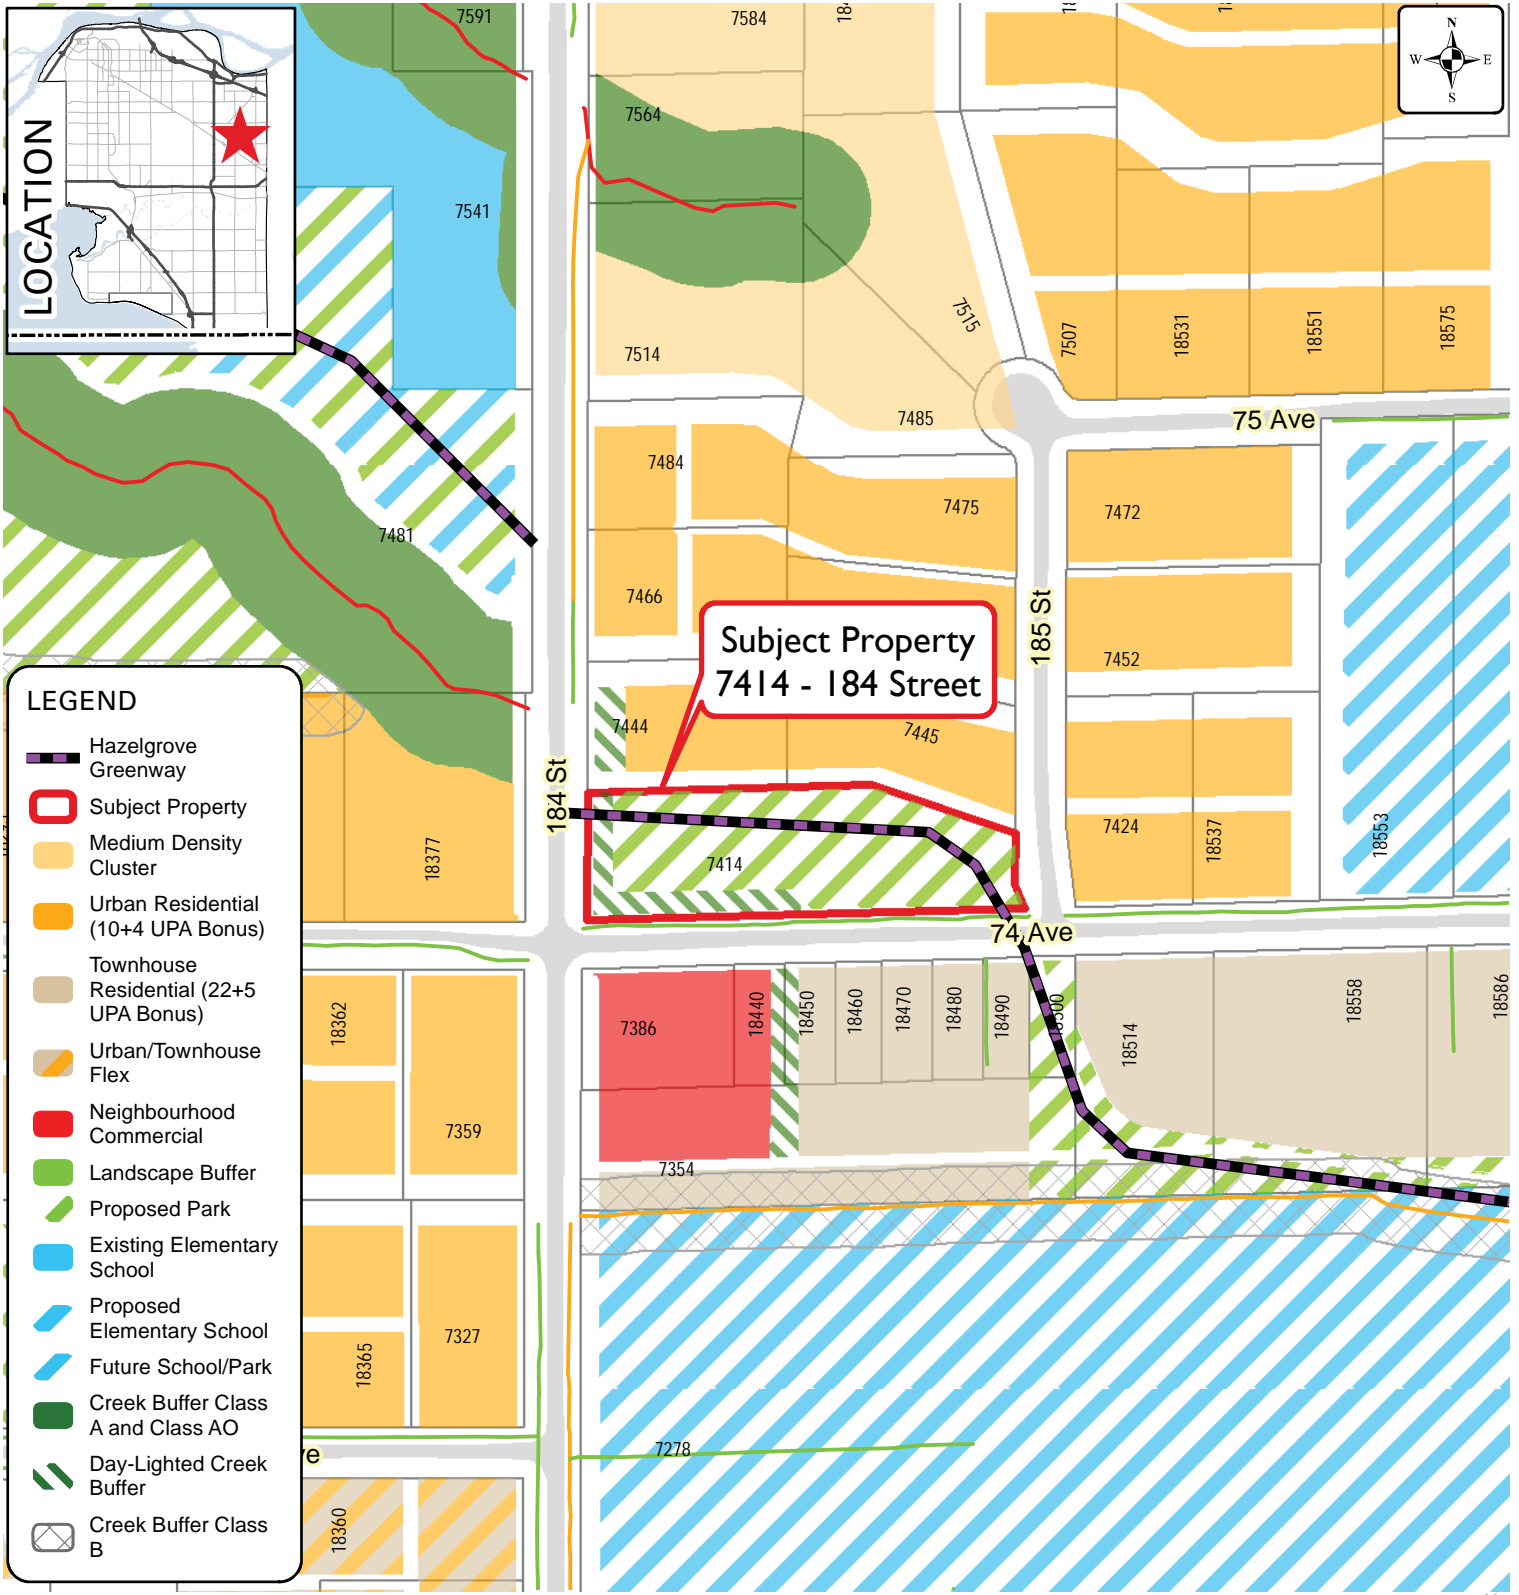 7591
7584
N
W
E
S
LOCATION
7564
7541
7515
7514
7507
18531
18551
18575
7485
75 Ave
7484
7475
7472
7481
7466
185 St
Subject Property
7414 - 184 Street
7452
7444
7445
184 St
18377
7414
7424
18537
18553
74 Ave
7386
18440
18450
18460
18470
18480
18490
18514
18558
18586
18362
7359
7354
7327
18365
7278
18360
LEGEND
Hazelgrove
Greenway
Subject Property
Medium Density
Cluster
Urban Residential
(10+4 UPA Bonus)
Townhouse
Residential (22+5
UPA Bonus)
Urban/Townhouse
Flex
Neighbourhood
Commercial
Landscape Buffer
Proposed Park
Existing Elementary
School
Proposed
Elementary School
Future School/Park
Creek Buffer Class
A and Class AO
Day-Lighted Creek
Buffer
Creek Buffer Class
B